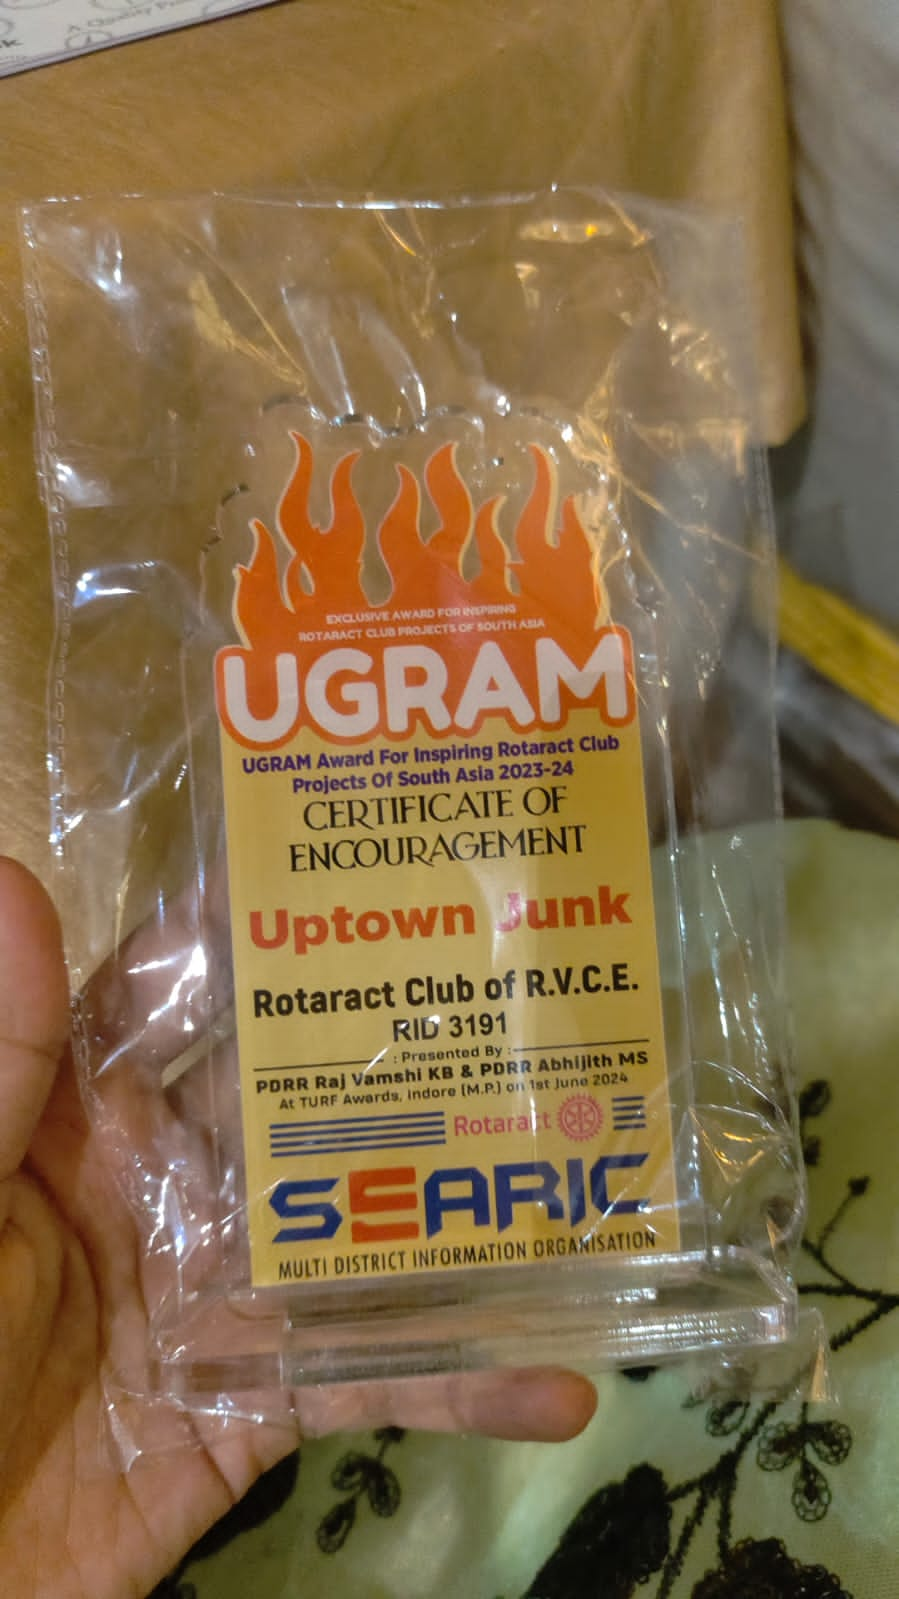 EXCLUSIVE AWARD FOR INSPIRING
ROTARACT CLUB PROJECTS OF SOUTH ASIA
UGRAM
UGRAM Award For Inspiring Rotaract Club
Projects Of South Asia 2023-24
CERTIFICATE OF
ENCOURAGEMENT
Uptown Junk
Rotaract Club of R.V.C.E.
RID 3191
: Presented By :
PDRR Raj Vamshi KB & PDRR Abhijith MS
At TURF Awards, Indore (M.P.) on 1st June 2024
Rotaract
SEARIC
MULTI DISTRICT INFORMATION ORGANISATION